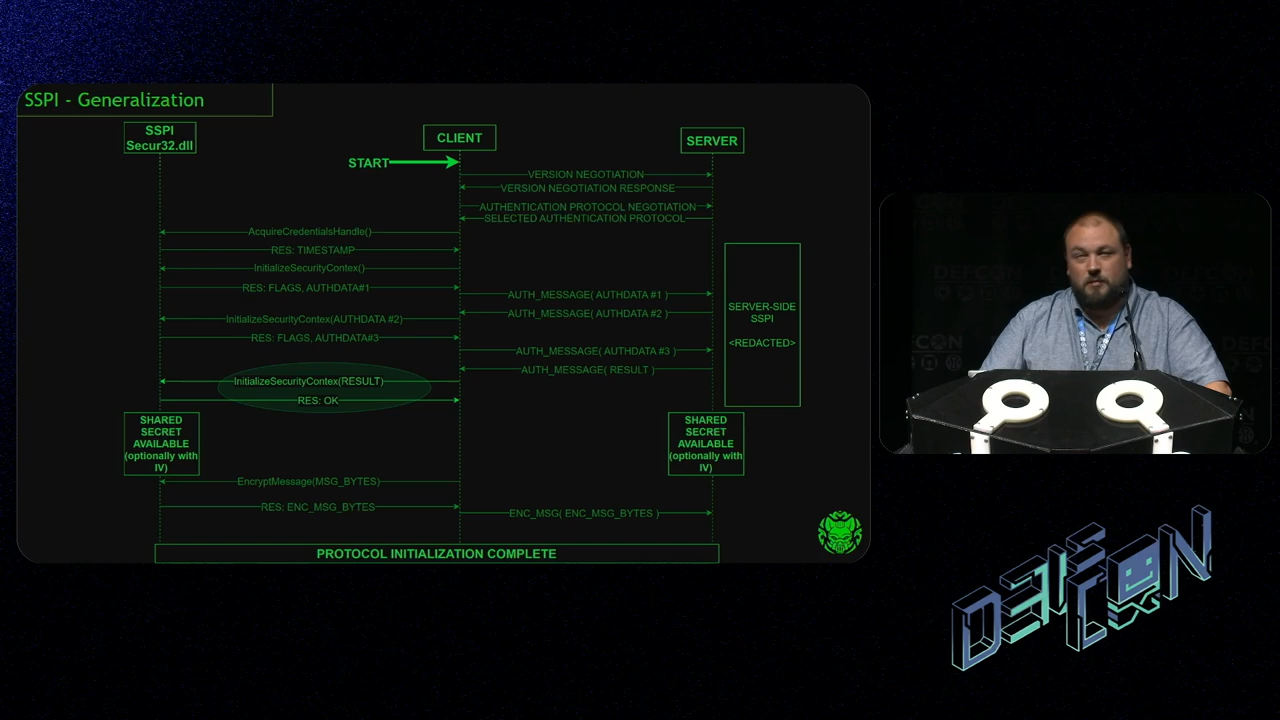 SSPI - Generalization
SSPI
Secur32.dll
CLIENT
SERVER
START
VERSION NEGOTIATION
VERSION NEGOTIATION RESPONSE
AUTHENTICATION PROTOCOL NEGOTIATION
SELECTED AUTHENTICATION PROTOCOL
AcquireCredentialsHandle()
RES: TIMESTAMP
InitializeSecurityContex()
RES: FLAGS, AUTHDATA#1
AUTH_MESSAGE( AUTHDATA #1 )
AUTH_MESSAGE( AUTHDATA #2 )
InitializeSecurityContex(AUTHDATA #2)
RES: FLAGS, AUTHDATA#3
AUTH_MESSAGE( AUTHDATA #3 )
AUTH_MESSAGE( RESULT )
SERVER-SIDE
SSPI
<REDACTED>
InitializeSecurityContex(RESULT)
RES: OK
SHARED
SECRET
AVAILABLE
(optionally with
IV)
SHARED
SECRET
AVAILABLE
(optionally with
IV)
EncryptMessage(MSG_BYTES)
RES: ENC_MSG_BYTES
ENC_MSG( ENC_MSG_BYTES )
PROTOCOL INITIALIZATION COMPLETE
DEFCON
DEFCON